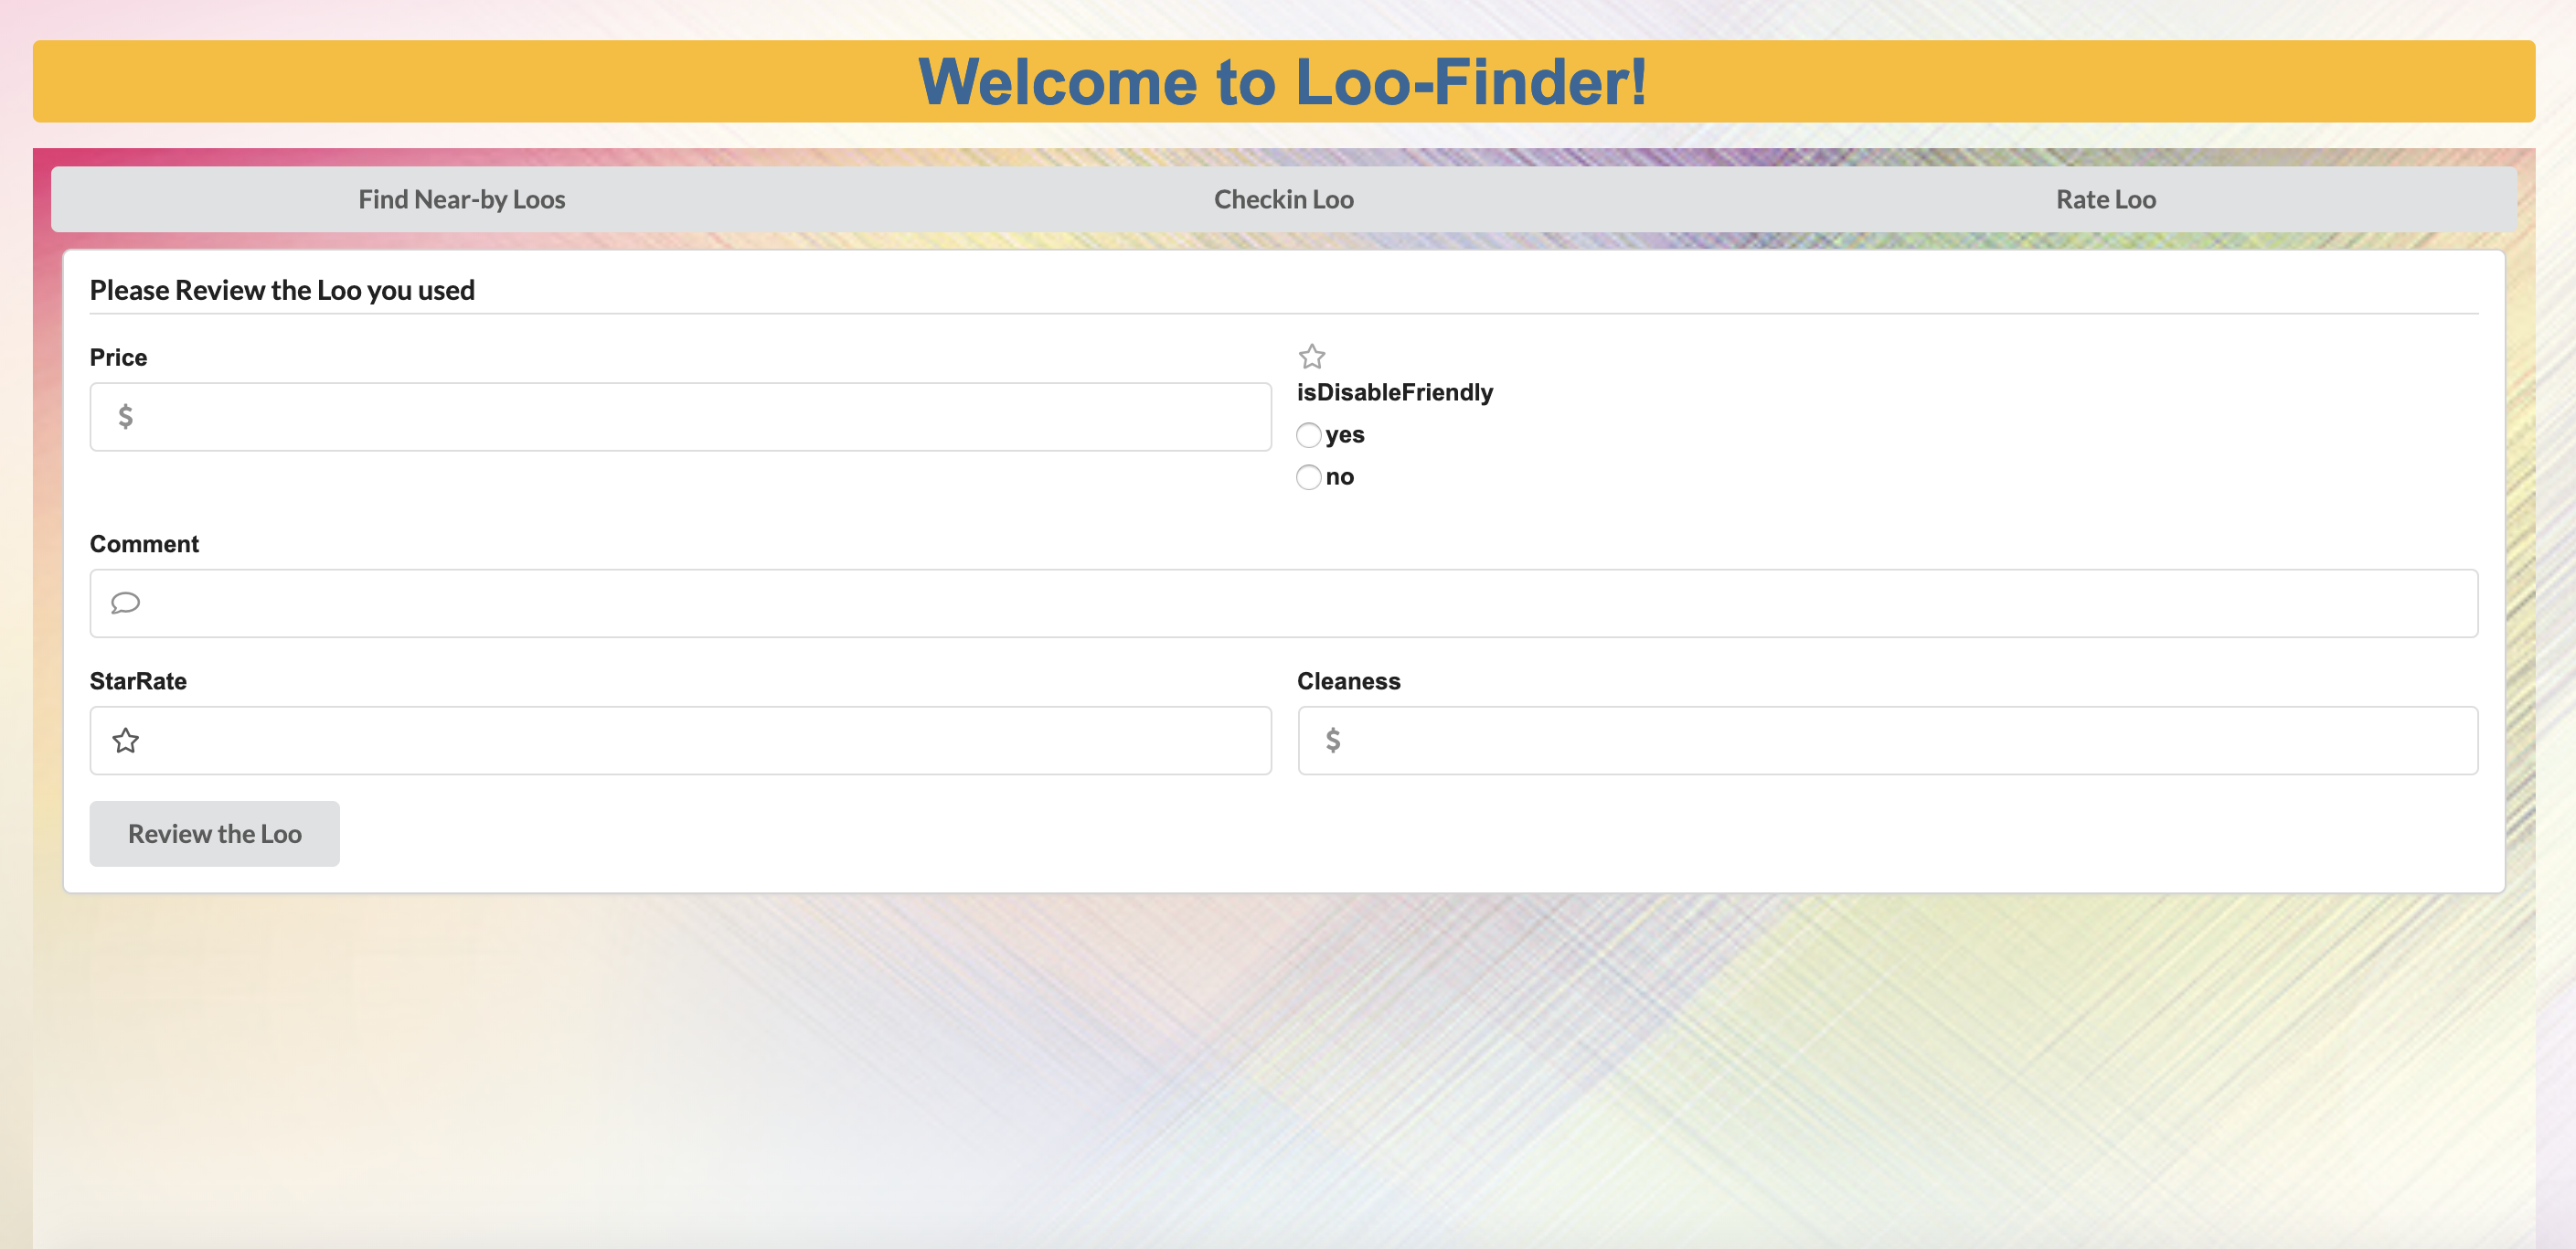 Welcome to Loo-Finder!
Find Near-by Loos
Checkin Loo
Rate Loo
Please Review the Loo you used
Price
$
isDisableFriendly
yes
no
Comment
StarRate
Cleaness
$
Review the Loo